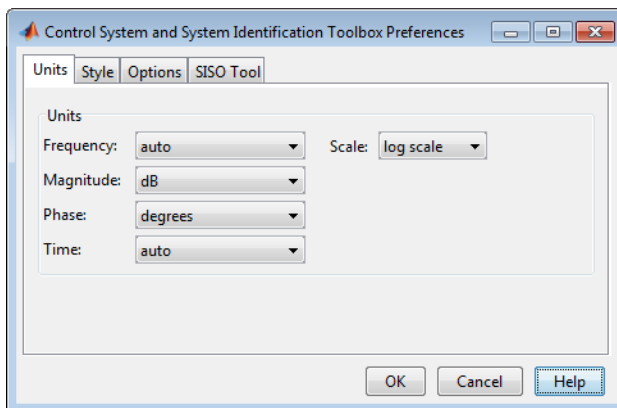 Control System and System Identification Toolbox Preferences
Units Style Options SISO Tool
Units
Frequency: auto Scale: log scale
Magnitude: dB
Phase: degrees
Time: auto
OK Cancel Help